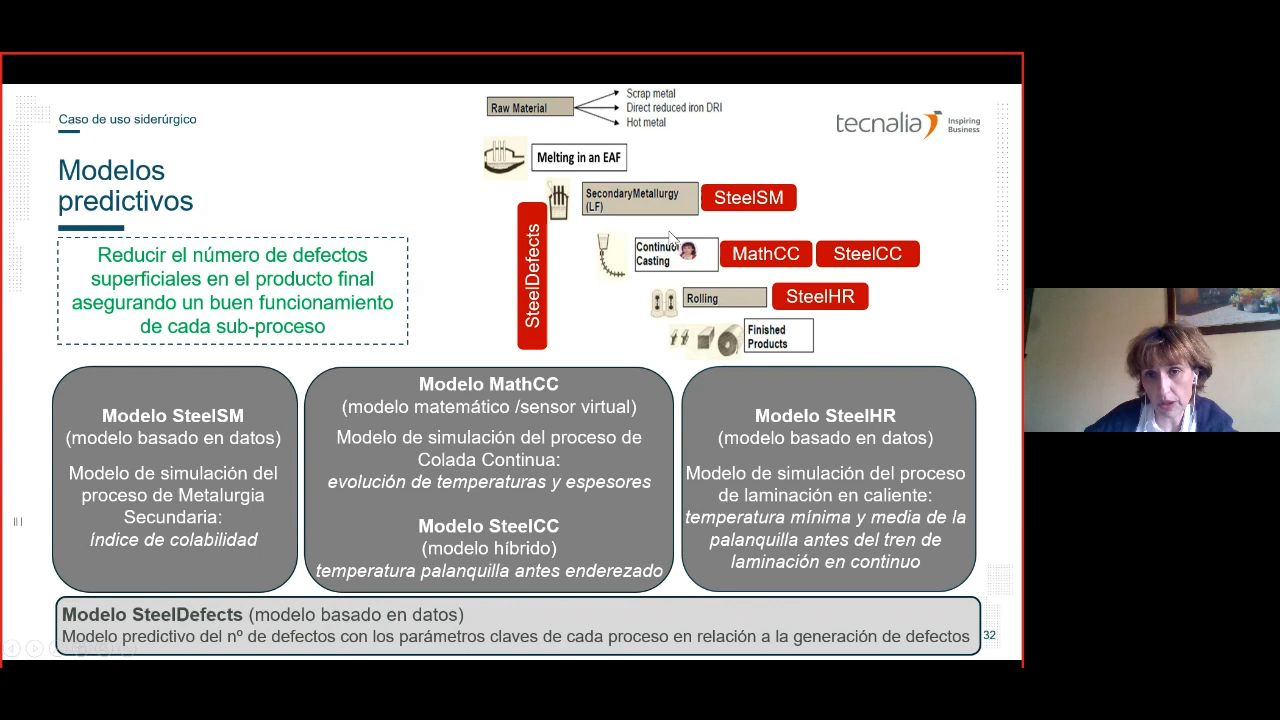 Caso de uso siderúrgico
Modelos
predictivos
Reducir el número de defectos
superficiales en el producto final
asegurando un buen funcionamiento
de cada sub-proceso
Raw Material
Scrap metal
Direct reduced iron DRI
Hot metal
tecnalia
Inspiring
Business
Melting in an EAF
SecondaryMetallurgy
(LF)
SteelSM
SteelDefects
Casting
MathCC
SteelCC
Rolling
SteelHR
Finished
Products
Modelo SteelSM
(modelo basado en datos)
Modelo de simulación del
proceso de Metalurgia
Secundaria:
índice de colabilidad
Modelo MathCC
(modelo matemático /sensor virtual)
Modelo de simulación del proceso de
Colada Continua:
evolución de temperaturas y espesores
Modelo SteelCC
(modelo híbrido)
temperatura palanquilla antes enderezado
Modelo SteelHR
(modelo basado en datos)
Modelo de simulación del proceso
de laminación en caliente:
temperatura mínima y media de la
palanquilla antes del tren de
laminación en continuo
Modelo SteelDefects (modelo basado en datos)
Modelo predictivo del nº de defectos con los parámetros claves de cada proceso en relación a la generación de defectos
32